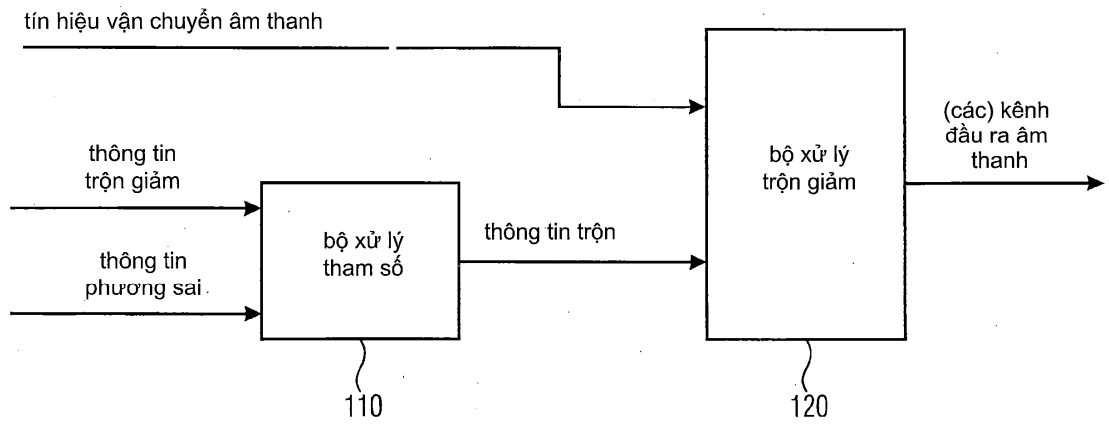 tín hiệu vận chuyển âm thanh
thông tin
trộn giảm
thông tin
phương sai
bộ xử lý
tham số
110
thông tin trộn
bộ xử lý
trộn giảm
120
(các) kênh
đầu ra âm
thanh